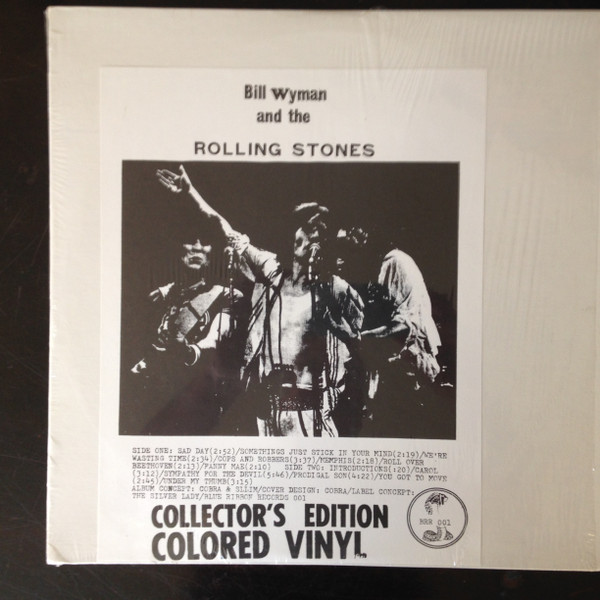 Bill Wyman
and the
ROLLING STONES
SIDE ONE: SAD DAY(2:52)/SOMETHINGS JUST STICK IN YOUR MIND(2:19)/WE'RE
WASTING TIME(2:34)/COPS AND ROBBERS(3:37)/MEMPHIS(2:18)/ROLL OVER
BEETHOVEN(2:13)/FANNY MAE(2:10) SIDE TWO: INTRODUCTIONS(1:20)/CAROL
(3:12)/SYMPATHY FOR THE DEVIL(5:46)/PRODIGAL SON(4:22)/YOU GOT TO MOVE
(2:45)/UNDER MY THUMB(3:15)
ALBUM CONCEPT: COBRA & SLLIM/COVER DESIGN: COBRA/LABEL CONCEPT:
THE SILVER LADY/BLUE RIBBON RECORDS 001
COLLECTOR'S EDITION
COLORED VINYL
BRR 001